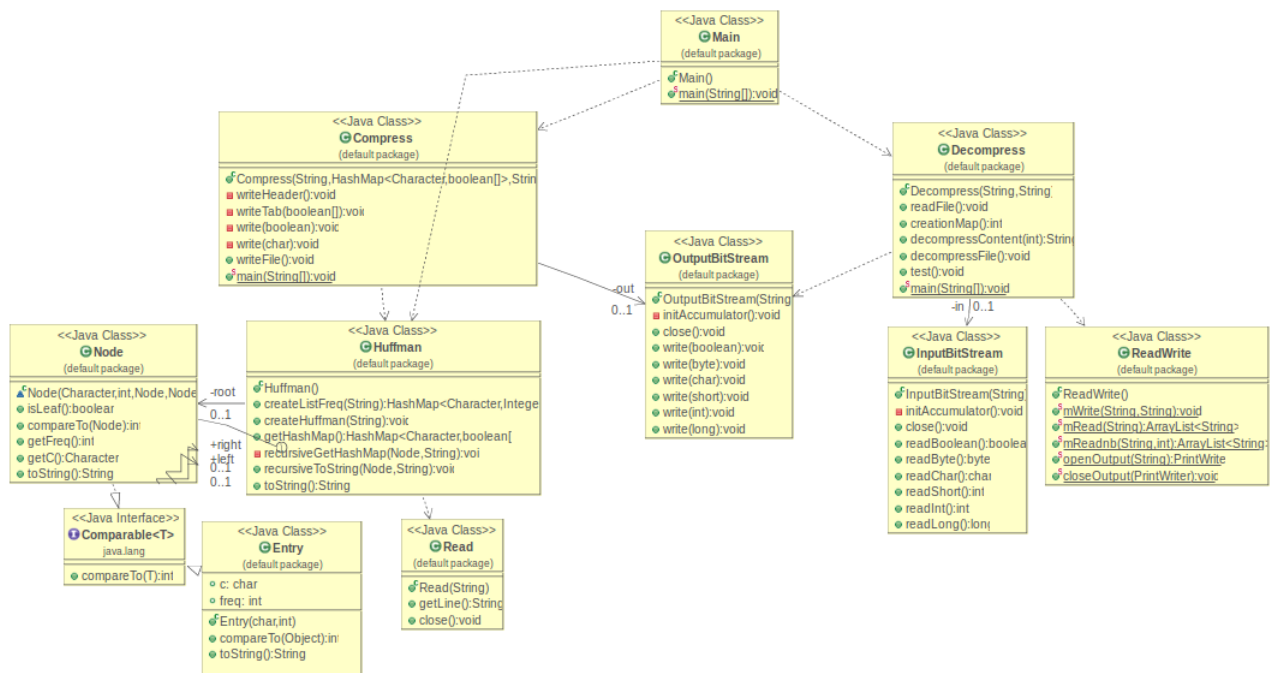 <<Java Class>>
Main
(default package)
Main()
main(String[]):void
<<Java Class>>
Compress
(default package)
Compress(String,HashMap<Character,boolean[]>,Strin
writeHeader():void
writeTab(boolean[]):voi
write(boolean):voic
write(char):void
writeFile():void
main(String[]):void
<<Java Class>>
Decompress
(default package)
Decompress(String,String)
readFile():void
creationMap():int
decompressContent(int):String
decompressFile():void
test():void
main(String[]):void
<<Java Class>>
OutputBitStream
(default package)
OutputBitStream(String
initAccumulator():void
close():void
write(boolean):voic
write(byte):void
write(char):void
write(short):void
write(int):void
write(long):void
-out
0..1
-in 0..1
<<Java Class>>
Node
(default package)
Node(Character,int,Node,Node
isLeaf():boolear
compareTo(Node):int
getFreq():int
getC():Character
toString():String
-root
0..1
+right
+left
0..1
0..1
<<Java Class>>
Huffman
(default package)
Huffman()
createListFreq(String):HashMap<Character,Intege
createHuffman(String):void
getHashMap():HashMap<Character,boolean[
recursiveGetHashMap(Node,String):voi
recursiveToString(Node,String):voic
toString():String
<<Java Class>>
InputBitStream
(default package)
InputBitStream(String)
initAccumulator():void
close():void
readBoolean():boolea
readByte():byte
readChar():char
readShort():int
readInt():int
readLong():long
<<Java Class>>
ReadWrite
(default package)
ReadWrite()
mWrite(String,String):void
mRead(String):ArrayList<String>
mReadnb(String,int):ArrayList<String>
openOutput(String):PrintWrite
closeOutput(PrintWriter):void
<<Java Interface>>
Comparable<T>
java.lang
compareTo(T):int
<<Java Class>>
Entry
(default package)
c: char
freq: int
Entry(char,int)
compareTo(Object):int
toString():String
<<Java Class>>
Read
(default package)
Read(String)
getLine():String
close():void